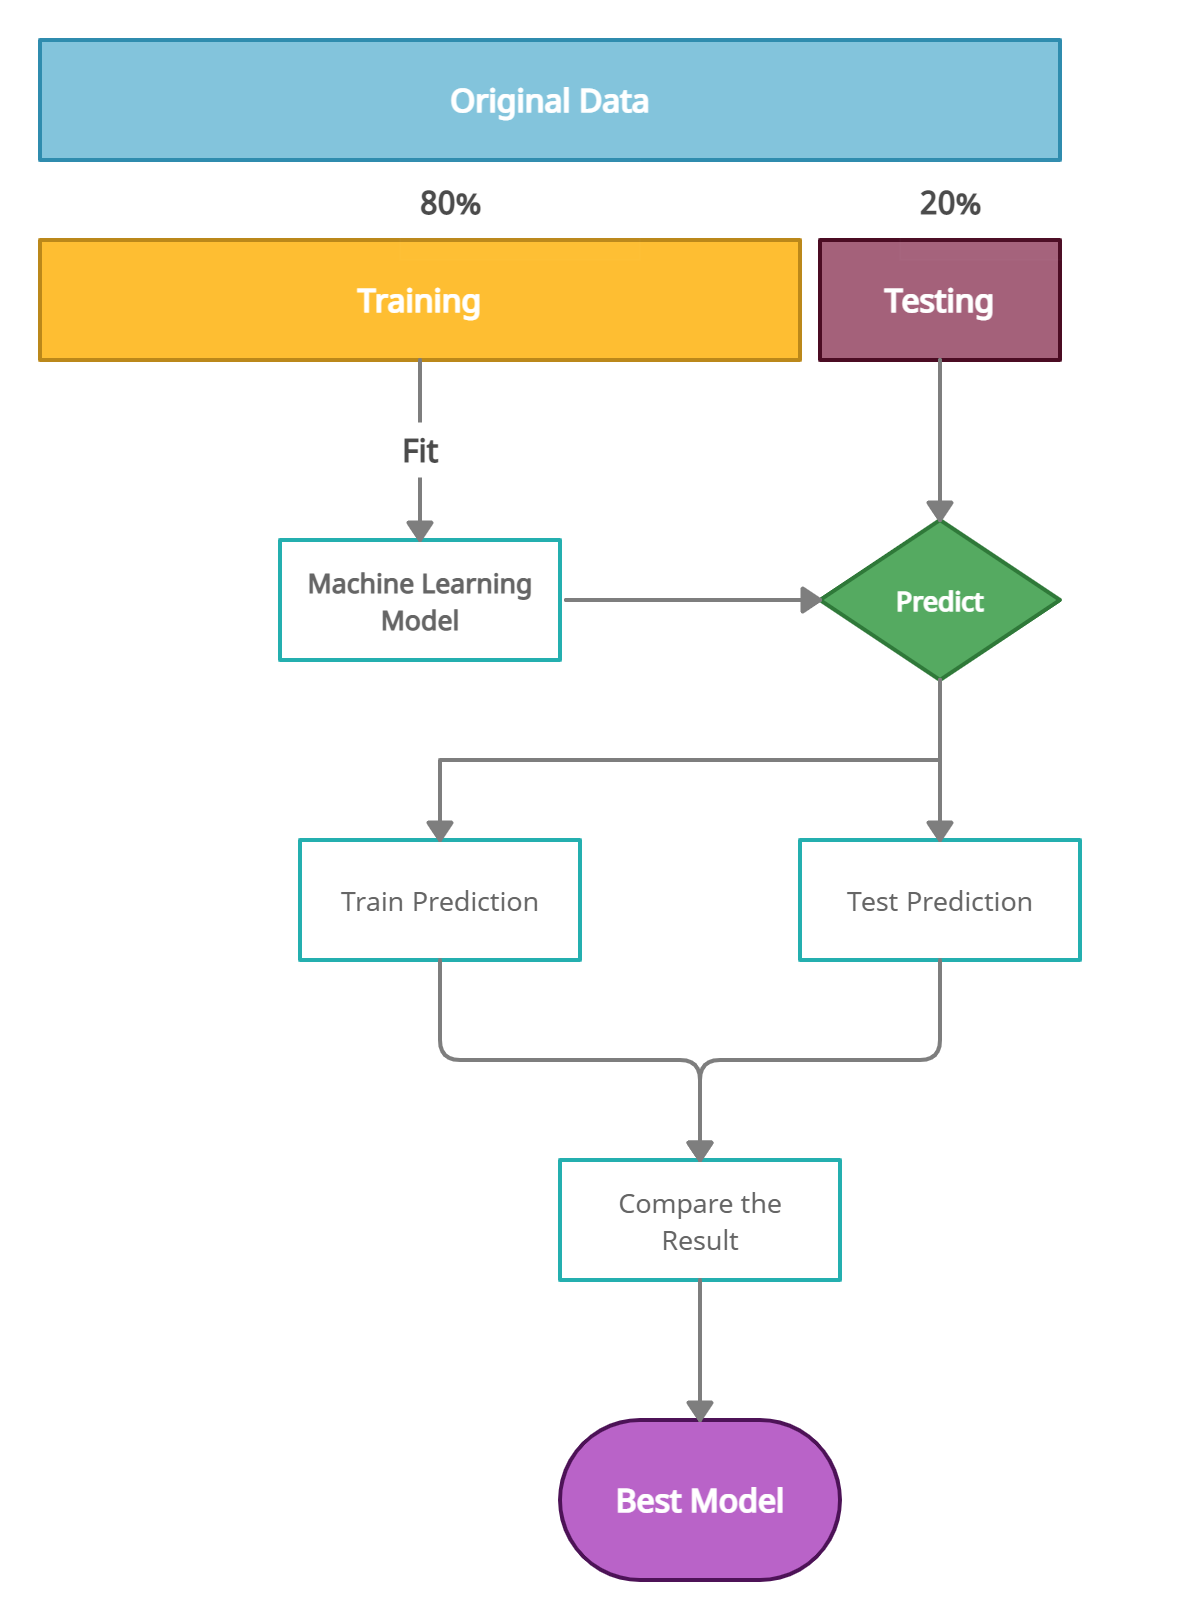 Original Data
80%
20%
Training
Testing
Fit
Machine Learning
Model
Predict
Train Prediction
Test Prediction
Compare the
Result
Best Model